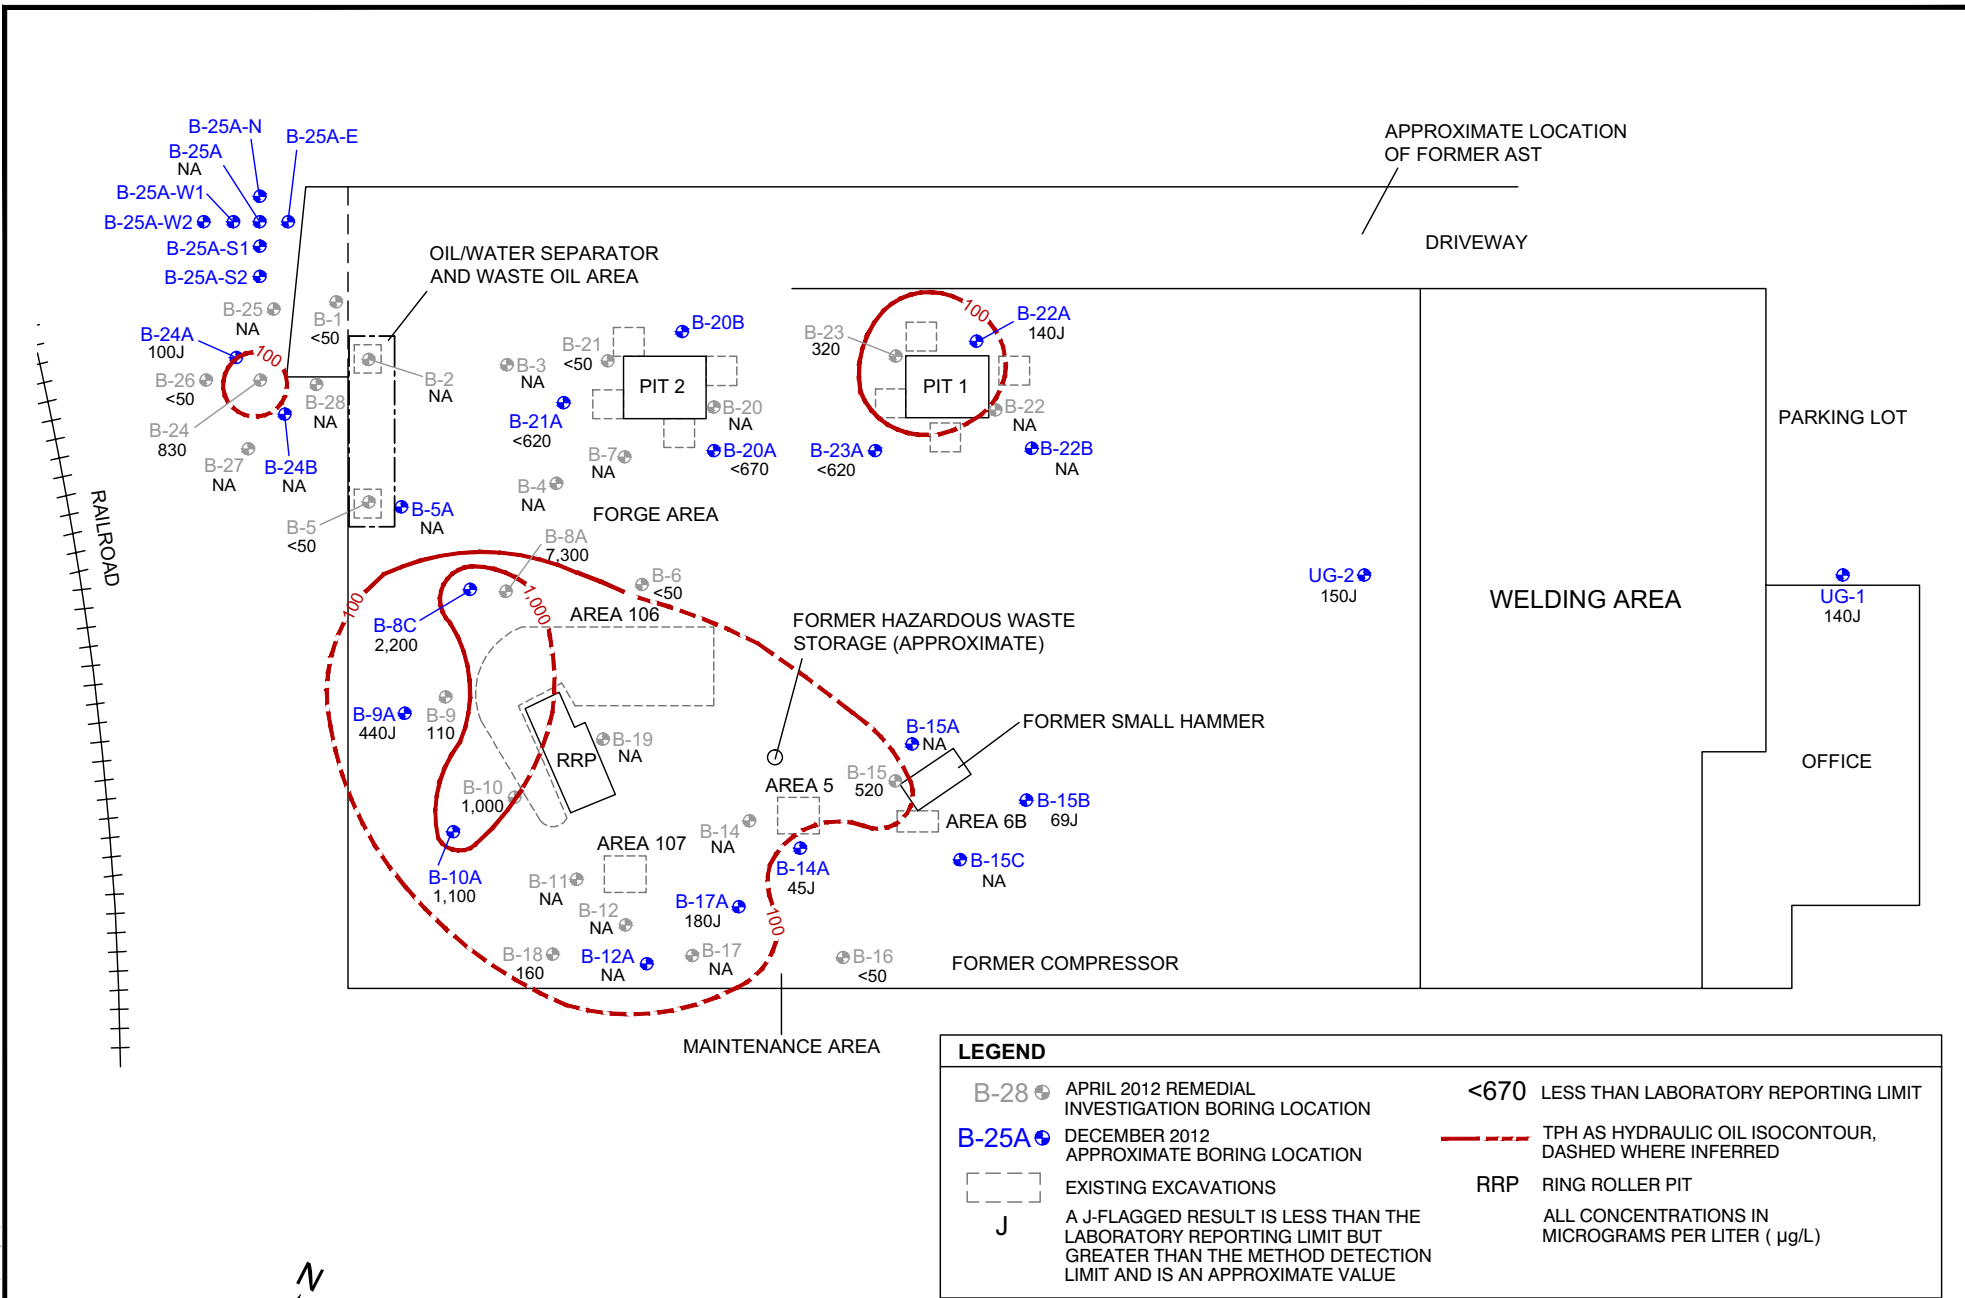 B-25A-N
B-25A-E
B-25A
NA
B-25A-W1
B-25A-W2
B-25A-S1
B-25A-S2
APPROXIMATE LOCATION
OF FORMER AST
DRIVEWAY
OIL/WATER SEPARATOR
AND WASTE OIL AREA
B-25
NA
B-1
<50
B-24A
100J
100
B-26
<50
B-24
830
B-28
NA
B-27
NA
B-24B
NA
B-2
NA
B-5
<50
B-5A
NA
B-3
NA
B-21
<50
B-20B
PIT 2
B-21A
<620
B-20
NA
B-20A
<670
B-7
NA
B-4
NA
FORGE AREA
B-23
320
100
B-22A
140J
PIT 1
B-22
NA
B-23A
<620
B-22B
NA
PARKING LOT
RAILROAD
B-8A
7,300
B-6
<50
1,000
100
AREA 106
B-8C
2,200
FORMER HAZARDOUS WASTE
STORAGE (APPROXIMATE)
UG-2
150J
WELDING AREA
UG-1
140J
B-9A
440J
B-9
110
B-19
NA
RRP
B-15A
NA
FORMER SMALL HAMMER
OFFICE
B-10
1,000
AREA 5
B-15
520
B-15B
69J
AREA 6B
B-14
NA
AREA 107
B-14A
45J
B-15C
NA
B-10A
1,100
B-11
NA
B-17A
180J
100
B-12
NA
B-18
160
B-12A
NA
B-17
NA
B-16
<50
FORMER COMPRESSOR
MAINTENANCE AREA
LEGEND
B-28
APRIL 2012 REMEDIAL
INVESTIGATION BORING LOCATION
B-25A
DECEMBER 2012
APPROXIMATE BORING LOCATION
EXISTING EXCAVATIONS
J
A J-FLAGGED RESULT IS LESS THAN THE
LABORATORY REPORTING LIMIT BUT
GREATER THAN THE METHOD DETECTION
LIMIT AND IS AN APPROXIMATE VALUE
<670 LESS THAN LABORATORY REPORTING LIMIT
TPH AS HYDRAULIC OIL ISOCONTOUR,
DASHED WHERE INFERRED
RRP RING ROLLER PIT
ALL CONCENTRATIONS IN
MICROGRAMS PER LITER ( µg/L)
N